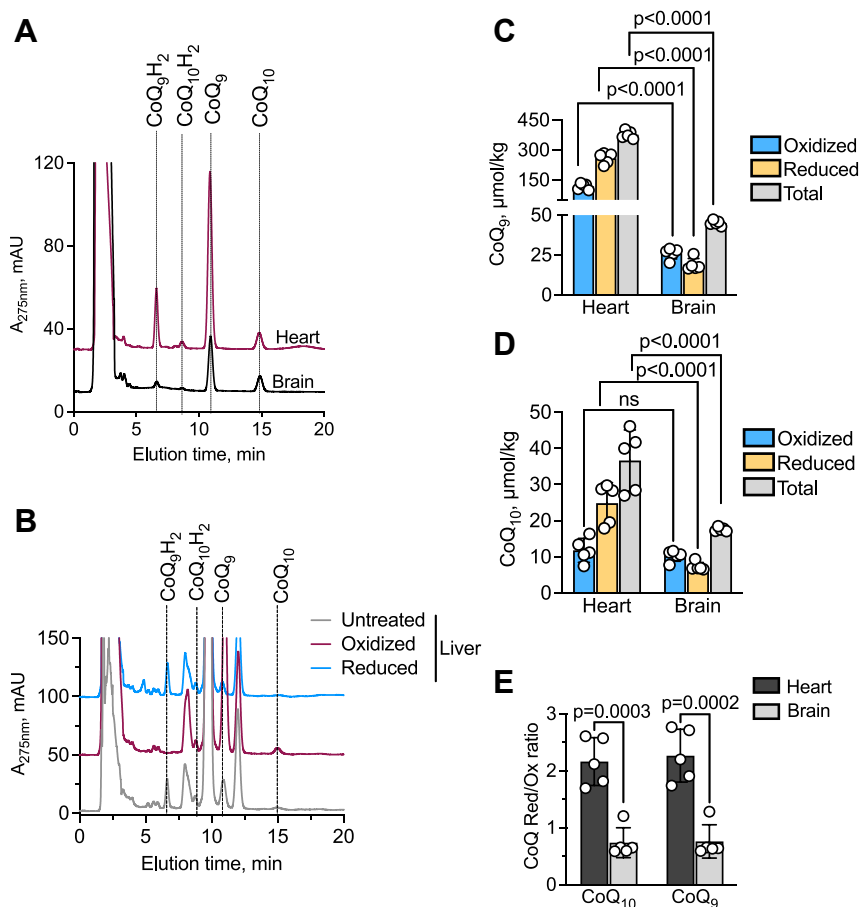 A
CoQ9H2
CoQ10H2
CoQ9
CoQ10
120
80
40
0
A275nm, mAU
Heart
Brain
0 5 10 15 20
Elution time, min
B
CoQ9H2
CoQ10H2
CoQ9
CoQ10
Untreated
Oxidized
Reduced
Liver
150
100
50
0
A275nm, mAU
0 5 10 15 20
Elution time, min
C
p<0.0001
p<0.0001
p<0.0001
450
300
150
50
25
0
CoQ9, µmol/kg
Oxidized
Reduced
Total
Heart Brain
D
p<0.0001
p<0.0001
ns
50
40
30
20
10
0
CoQ10, µmol/kg
Oxidized
Reduced
Total
Heart Brain
E
Heart
Brain
p=0.0003 p=0.0002
3
2
1
0
CoQ Red/Ox ratio
CoQ10 CoQ9